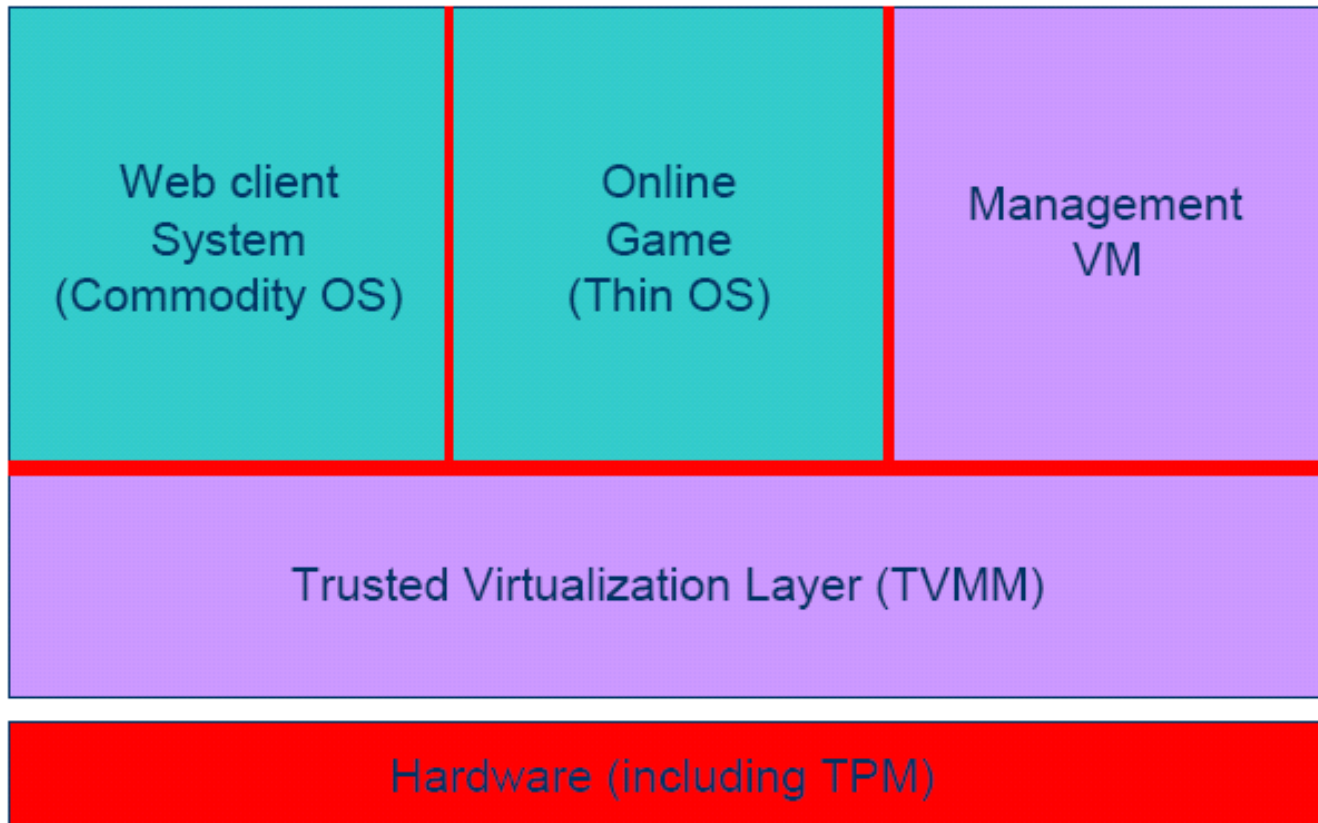 Web client
System
(Commodity OS)
Online
Game
(Thin OS)
Management
VM
Trusted Virtualization Layer (TVMM)
Hardware (including TPM)